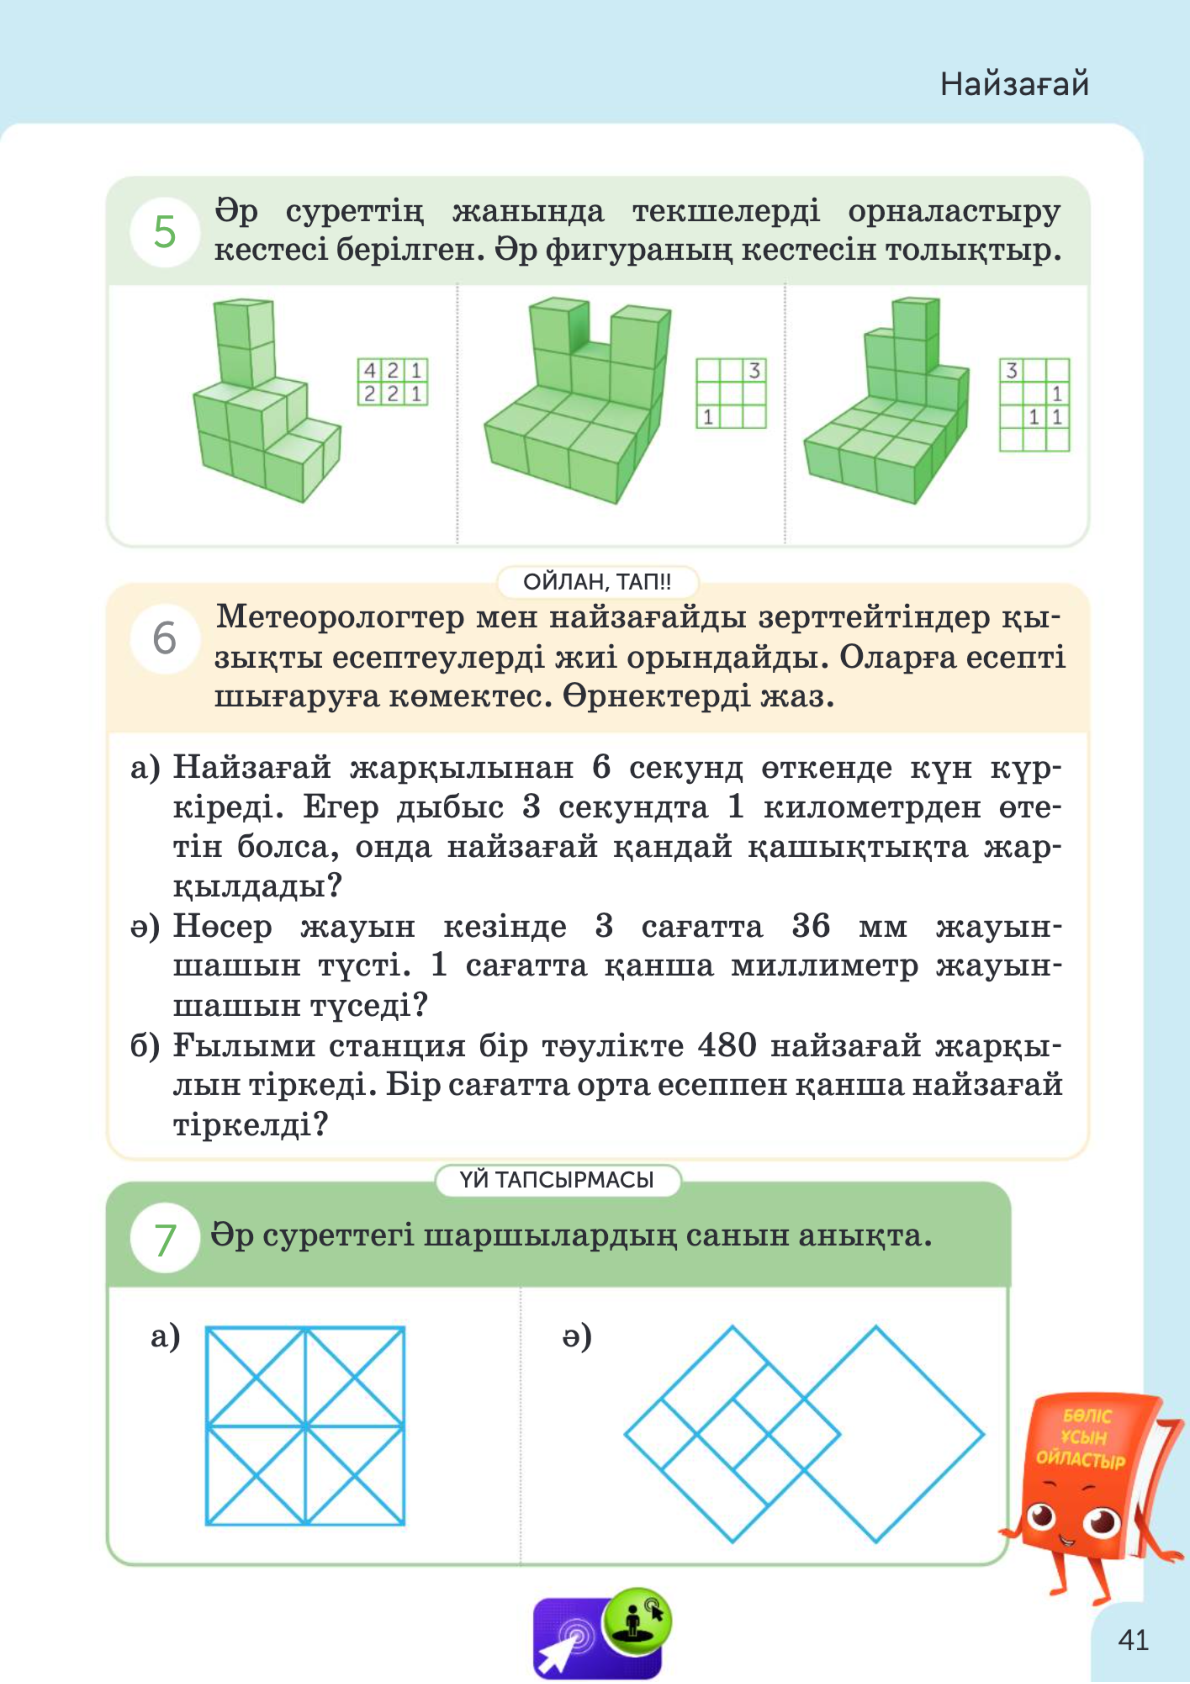 Найзағай
5
Әр суреттің жанында текшелерді орналастыру
кестесі берілген. Әр фигураның кестесін толықтыр.
4 2 1
2 2 1
3
1
3
1
1 1
ОЙЛАН, ТАП!!
6
Метеорологтер мен найзағайды зерттейтіндер қы-
зықты есептеулерді жиі орындайды. Оларға есепті
шығаруға көмектес. Өрнектерді жаз.
а) Найзағай жарқылынан 6 секунд өткенде күн күр-
кіреді. Егер дыбыс 3 секундта 1 километрден өте-
тін болса, онда найзағай қандай қашықтықта жар-
қылдады?
ә) Нөсер жауын кезінде 3 сағатта 36 мм жауын-
шашын түсті. 1 сағатта қанша миллиметр жауын-
шашын түседі?
б) Ғылыми станция бір тәулікте 480 найзағай жарқы-
лын тіркеді. Бір сағатта орта есеппен қанша найзағай
тіркелді?
ҮЙ ТАПСЫРМАСЫ
7
Әр суреттегі шаршылардың санын анықта.
а)
ә)
БӨЛІС
ҰСЫН
ОЙЛАСТЫР
41